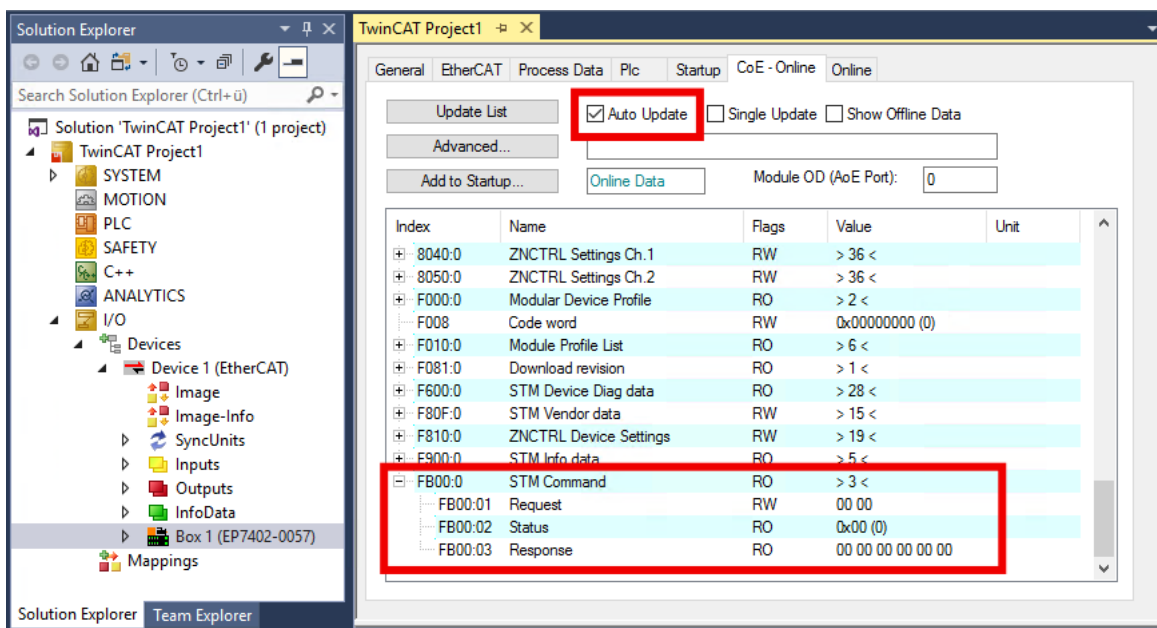 Solution Explorer
Search Solution Explorer (Ctrl+ü)
Solution 'TwinCAT Project1' (1 project)
TwinCAT Project1
SYSTEM
MOTION
PLC
SAFETY
C++
ANALYTICS
I/O
Devices
Device 1 (EtherCAT)
Image
Image-Info
SyncUnits
Inputs
Outputs
InfoData
Box 1 (EP7402-0057)
Mappings
Solution Explorer Team Explorer
TwinCAT Project1
General EtherCAT Process Data Plc Startup CoE - Online Online
Update List Auto Update Single Update Show Offline Data
Advanced...
Add to Startup... Online Data Module OD (AoE Port): 0
Index Name Flags Value Unit
8040:0 ZNCTRL Settings Ch.1 RW > 36 <
8050:0 ZNCTRL Settings Ch.2 RW > 36 <
F000:0 Modular Device Profile RO > 2 <
F008 Code word RW 0x00000000 (0)
F010:0 Module Profile List RO > 6 <
F081:0 Download revision RO > 1 <
F600:0 STM Device Diag data RO > 28 <
F80F:0 STM Vendor data RW > 15 <
F810:0 ZNCTRL Device Settings RW > 19 <
F900:0 STM Info data RO > 5 <
FB00:0 STM Command RO > 3 <
FB00:01 Request RW 00 00
FB00:02 Status RO 0x00 (0)
FB00:03 Response RO 00 00 00 00 00 00